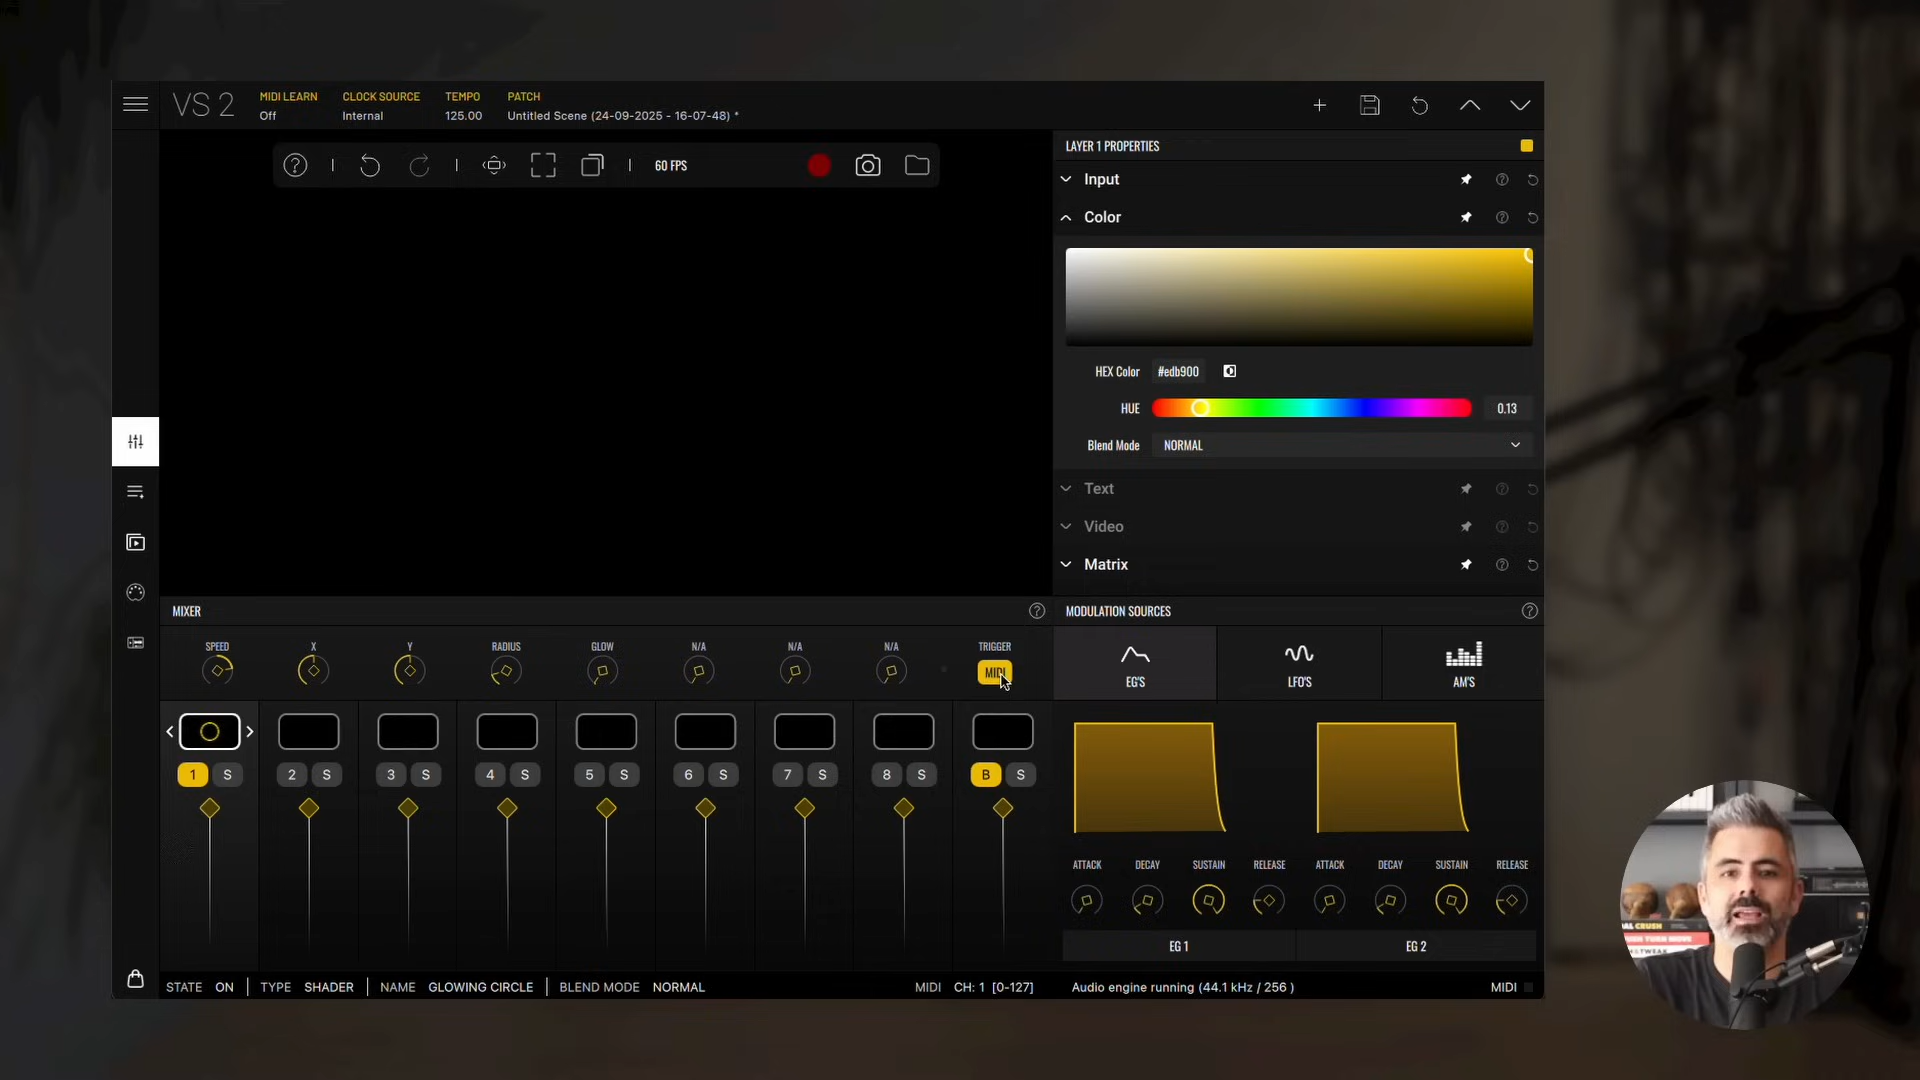 VS 2
MIDI LEARN
Off
CLOCK SOURCE
Internal
TEMPO
125.00
PATCH
Untitled Scene (24-09-2025 - 16-07-48) *
60 FPS
LAYER 1 PROPERTIES
Input
Color
HEX Color #edb900
HUE 0.13
Blend Mode NORMAL
Text
Video
Matrix
MIXER
SPEED X Y RADIUS GLOW N/A N/A N/A TRIGGER
MIDI
1 S 2 S 3 S 4 S 5 S 6 S 7 S 8 S B S
MODULATION SOURCES
EG'S LFO'S AM'S
ATTACK DECAY SUSTAIN RELEASE ATTACK DECAY SUSTAIN RELEASE
EG 1 EG 2
STATE ON TYPE SHADER NAME GLOWING CIRCLE BLEND MODE NORMAL MIDI CH: 1 [0-127] Audio engine running (44.1 kHz / 256 ) MIDI